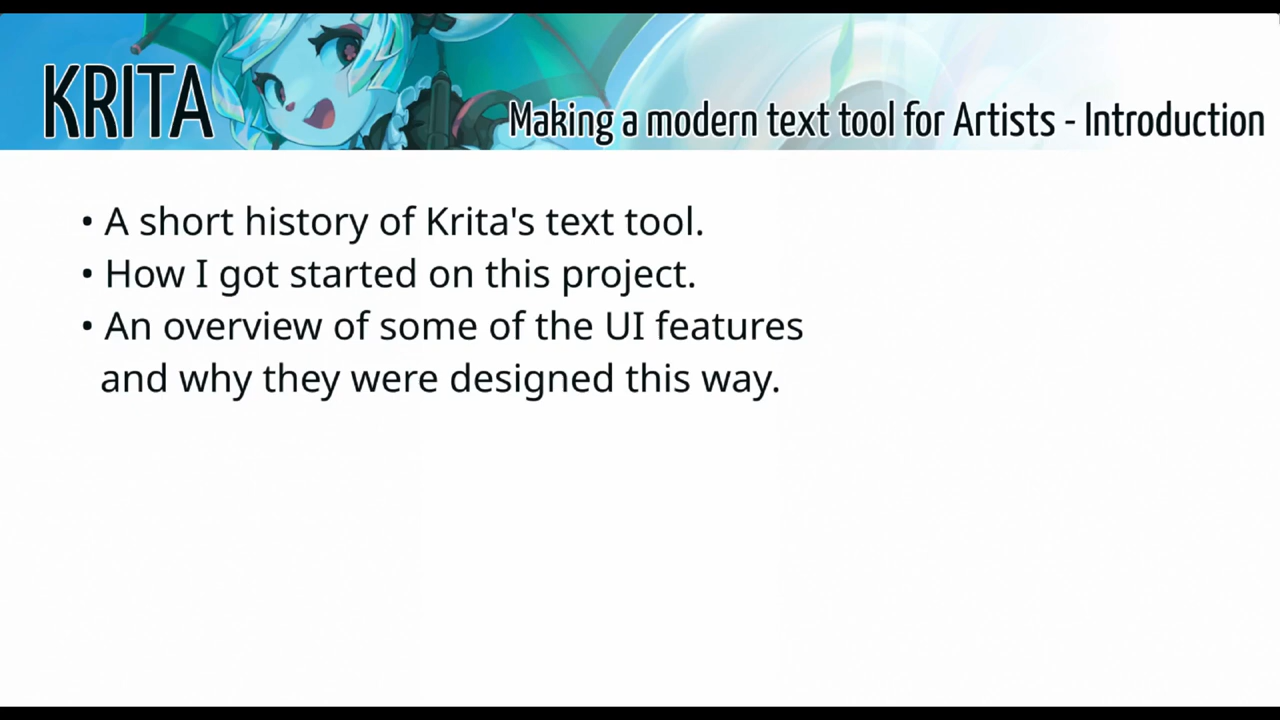 KRITA
Making a modern text tool for Artists - Introduction
• A short history of Krita's text tool.
• How I got started on this project.
• An overview of some of the UI features
and why they were designed this way.